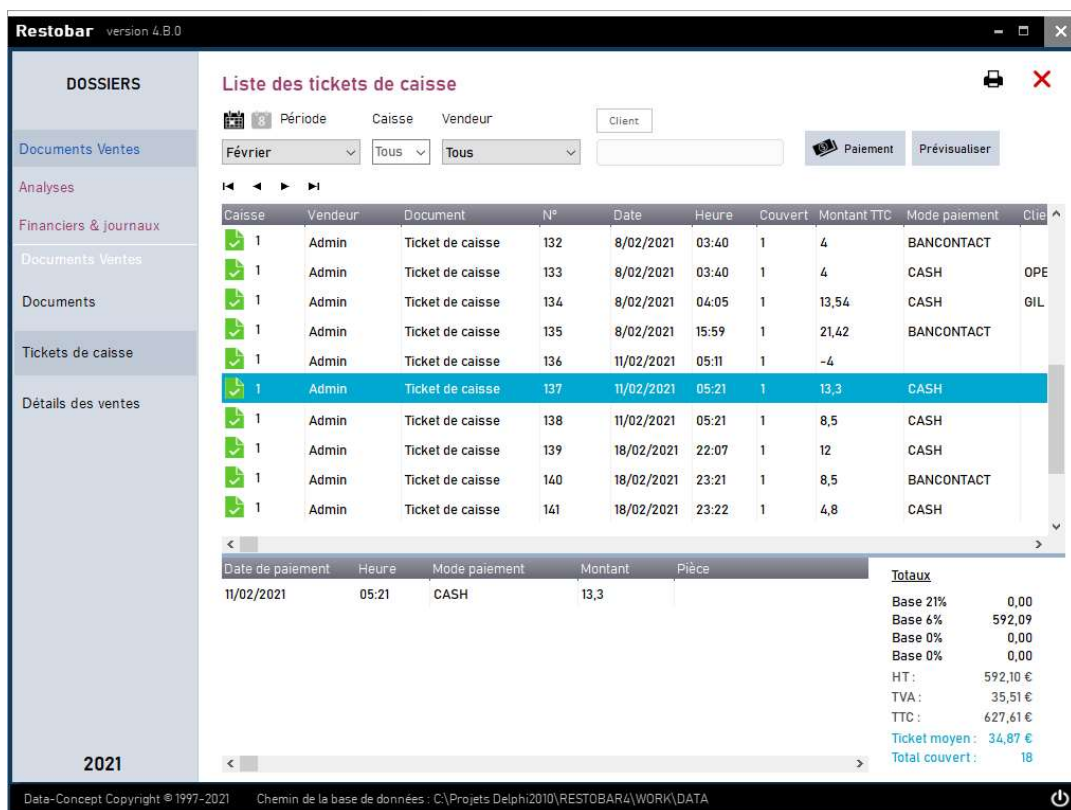 Restobar version 4.B.0
DOSSIERS
Documents Ventes
Analyses
Financiers & journaux
Documents Ventes
Documents
Tickets de caisse
Détails des ventes
2021
Liste des tickets de caisse
8 Période Caisse Vendeur Client
Février Tous Tous Paiement Prévisualiser
Caisse Vendeur Document N° Date Heure Couvert Montant TTC Mode paiement Clie
1 Admin Ticket de caisse 132 8/02/2021 03:40 1 4 BANCONTACT
1 Admin Ticket de caisse 133 8/02/2021 03:40 1 4 CASH OPE
1 Admin Ticket de caisse 134 8/02/2021 04:05 1 13,54 CASH GIL
1 Admin Ticket de caisse 135 8/02/2021 15:59 1 21,42 BANCONTACT
1 Admin Ticket de caisse 136 11/02/2021 05:11 1 -4
1 Admin Ticket de caisse 137 11/02/2021 05:21 1 13,3 CASH
1 Admin Ticket de caisse 138 11/02/2021 05:21 1 8,5 CASH
1 Admin Ticket de caisse 139 18/02/2021 22:07 1 12 CASH
1 Admin Ticket de caisse 140 18/02/2021 23:21 1 8,5 BANCONTACT
1 Admin Ticket de caisse 141 18/02/2021 23:22 1 4,8 CASH
Date de paiement Heure Mode paiement Montant Pièce
11/02/2021 05:21 CASH 13,3
Totaux
Base 21% 0,00
Base 6% 592,09
Base 0% 0,00
Base 0% 0,00
HT : 592,10 €
TVA : 35,51 €
TTC : 627,61 €
Ticket moyen : 34,87 €
Total couvert : 18
Data-Concept Copyright © 1997-2021 Chemin de la base de données : C:\Projets Delphi2010\RESTOBAR4\WORK\DATA